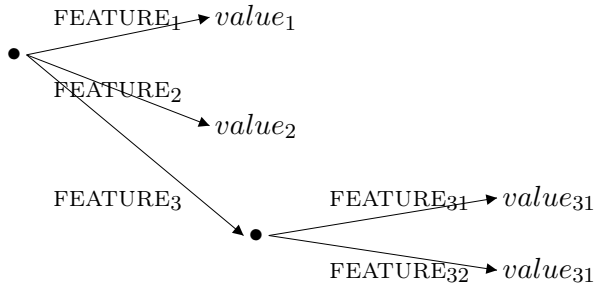 FEATURE₁ value₁
FEATURE₂
value₂
FEATURE₃ FEATURE₃₁ value₃₁
FEATURE₃₂ value₃₁